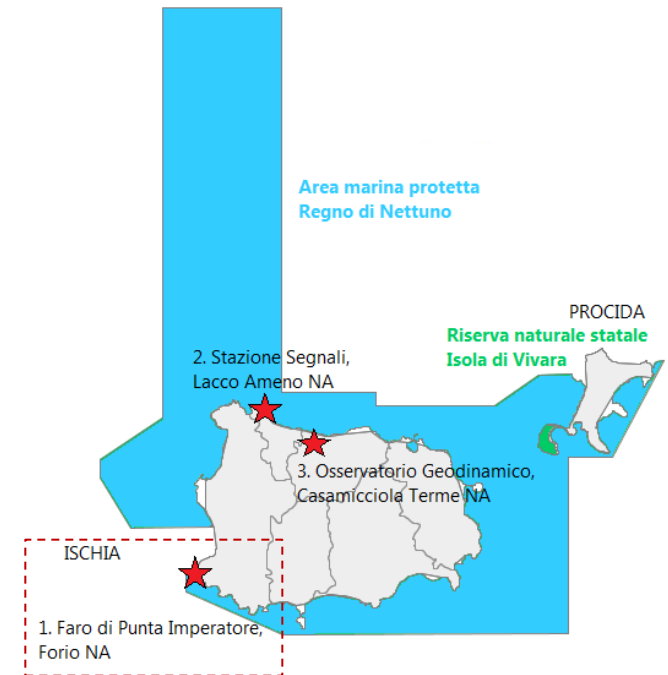 Area marina protetta
Regno di Nettuno
PROCIDA
Riserva naturale statale
Isola di Vivara
2. Stazione Segnali,
Lacco Ameno NA
3. Osservatorio Geodinamico,
Casamicciola Terme NA
ISCHIA
1. Faro di Punta Imperatore,
Forio NA